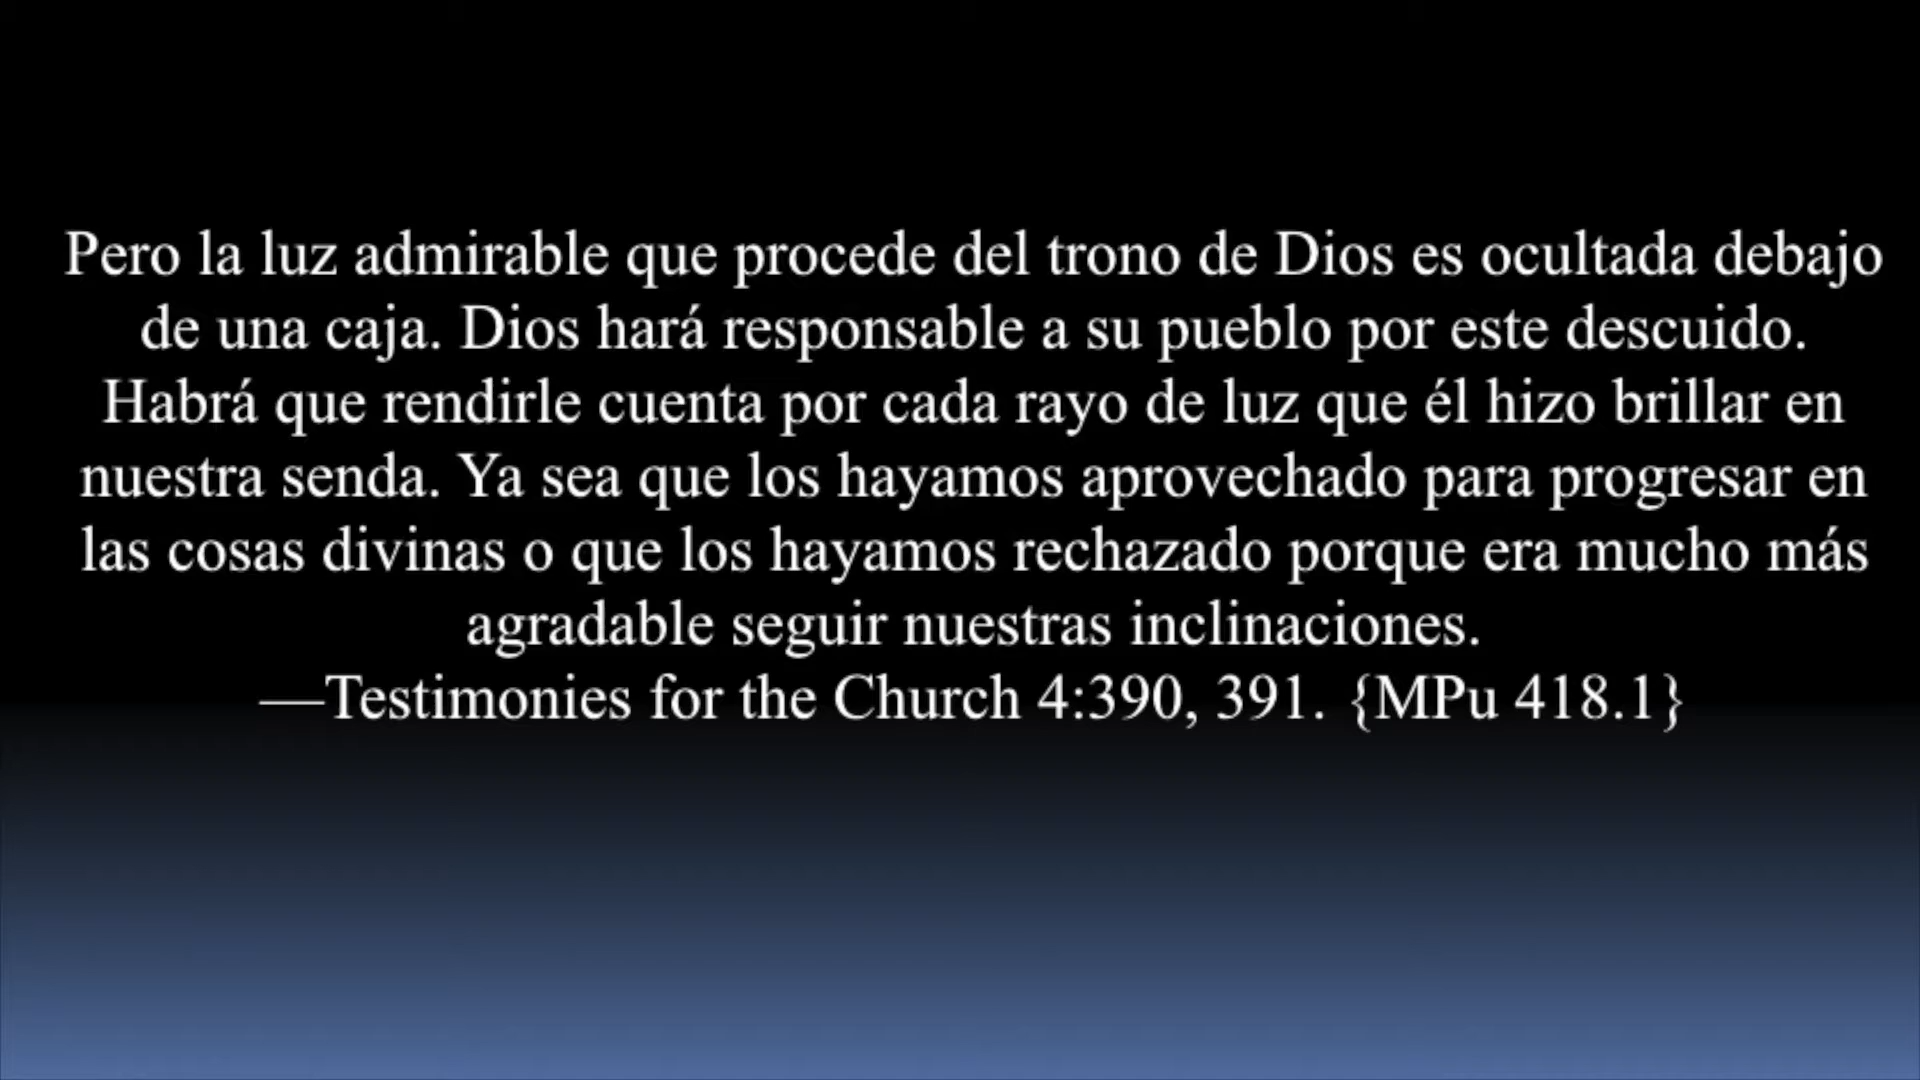 Pero la luz admirable que procede del trono de Dios es ocultada debajo
de una caja. Dios hará responsable a su pueblo por este descuido.
Habrá que rendirle cuenta por cada rayo de luz que él hizo brillar en
nuestra senda. Ya sea que los hayamos aprovechado para progresar en
las cosas divinas o que los hayamos rechazado porque era mucho más
agradable seguir nuestras inclinaciones.
—Testimonies for the Church 4:390, 391. {MPu 418.1}